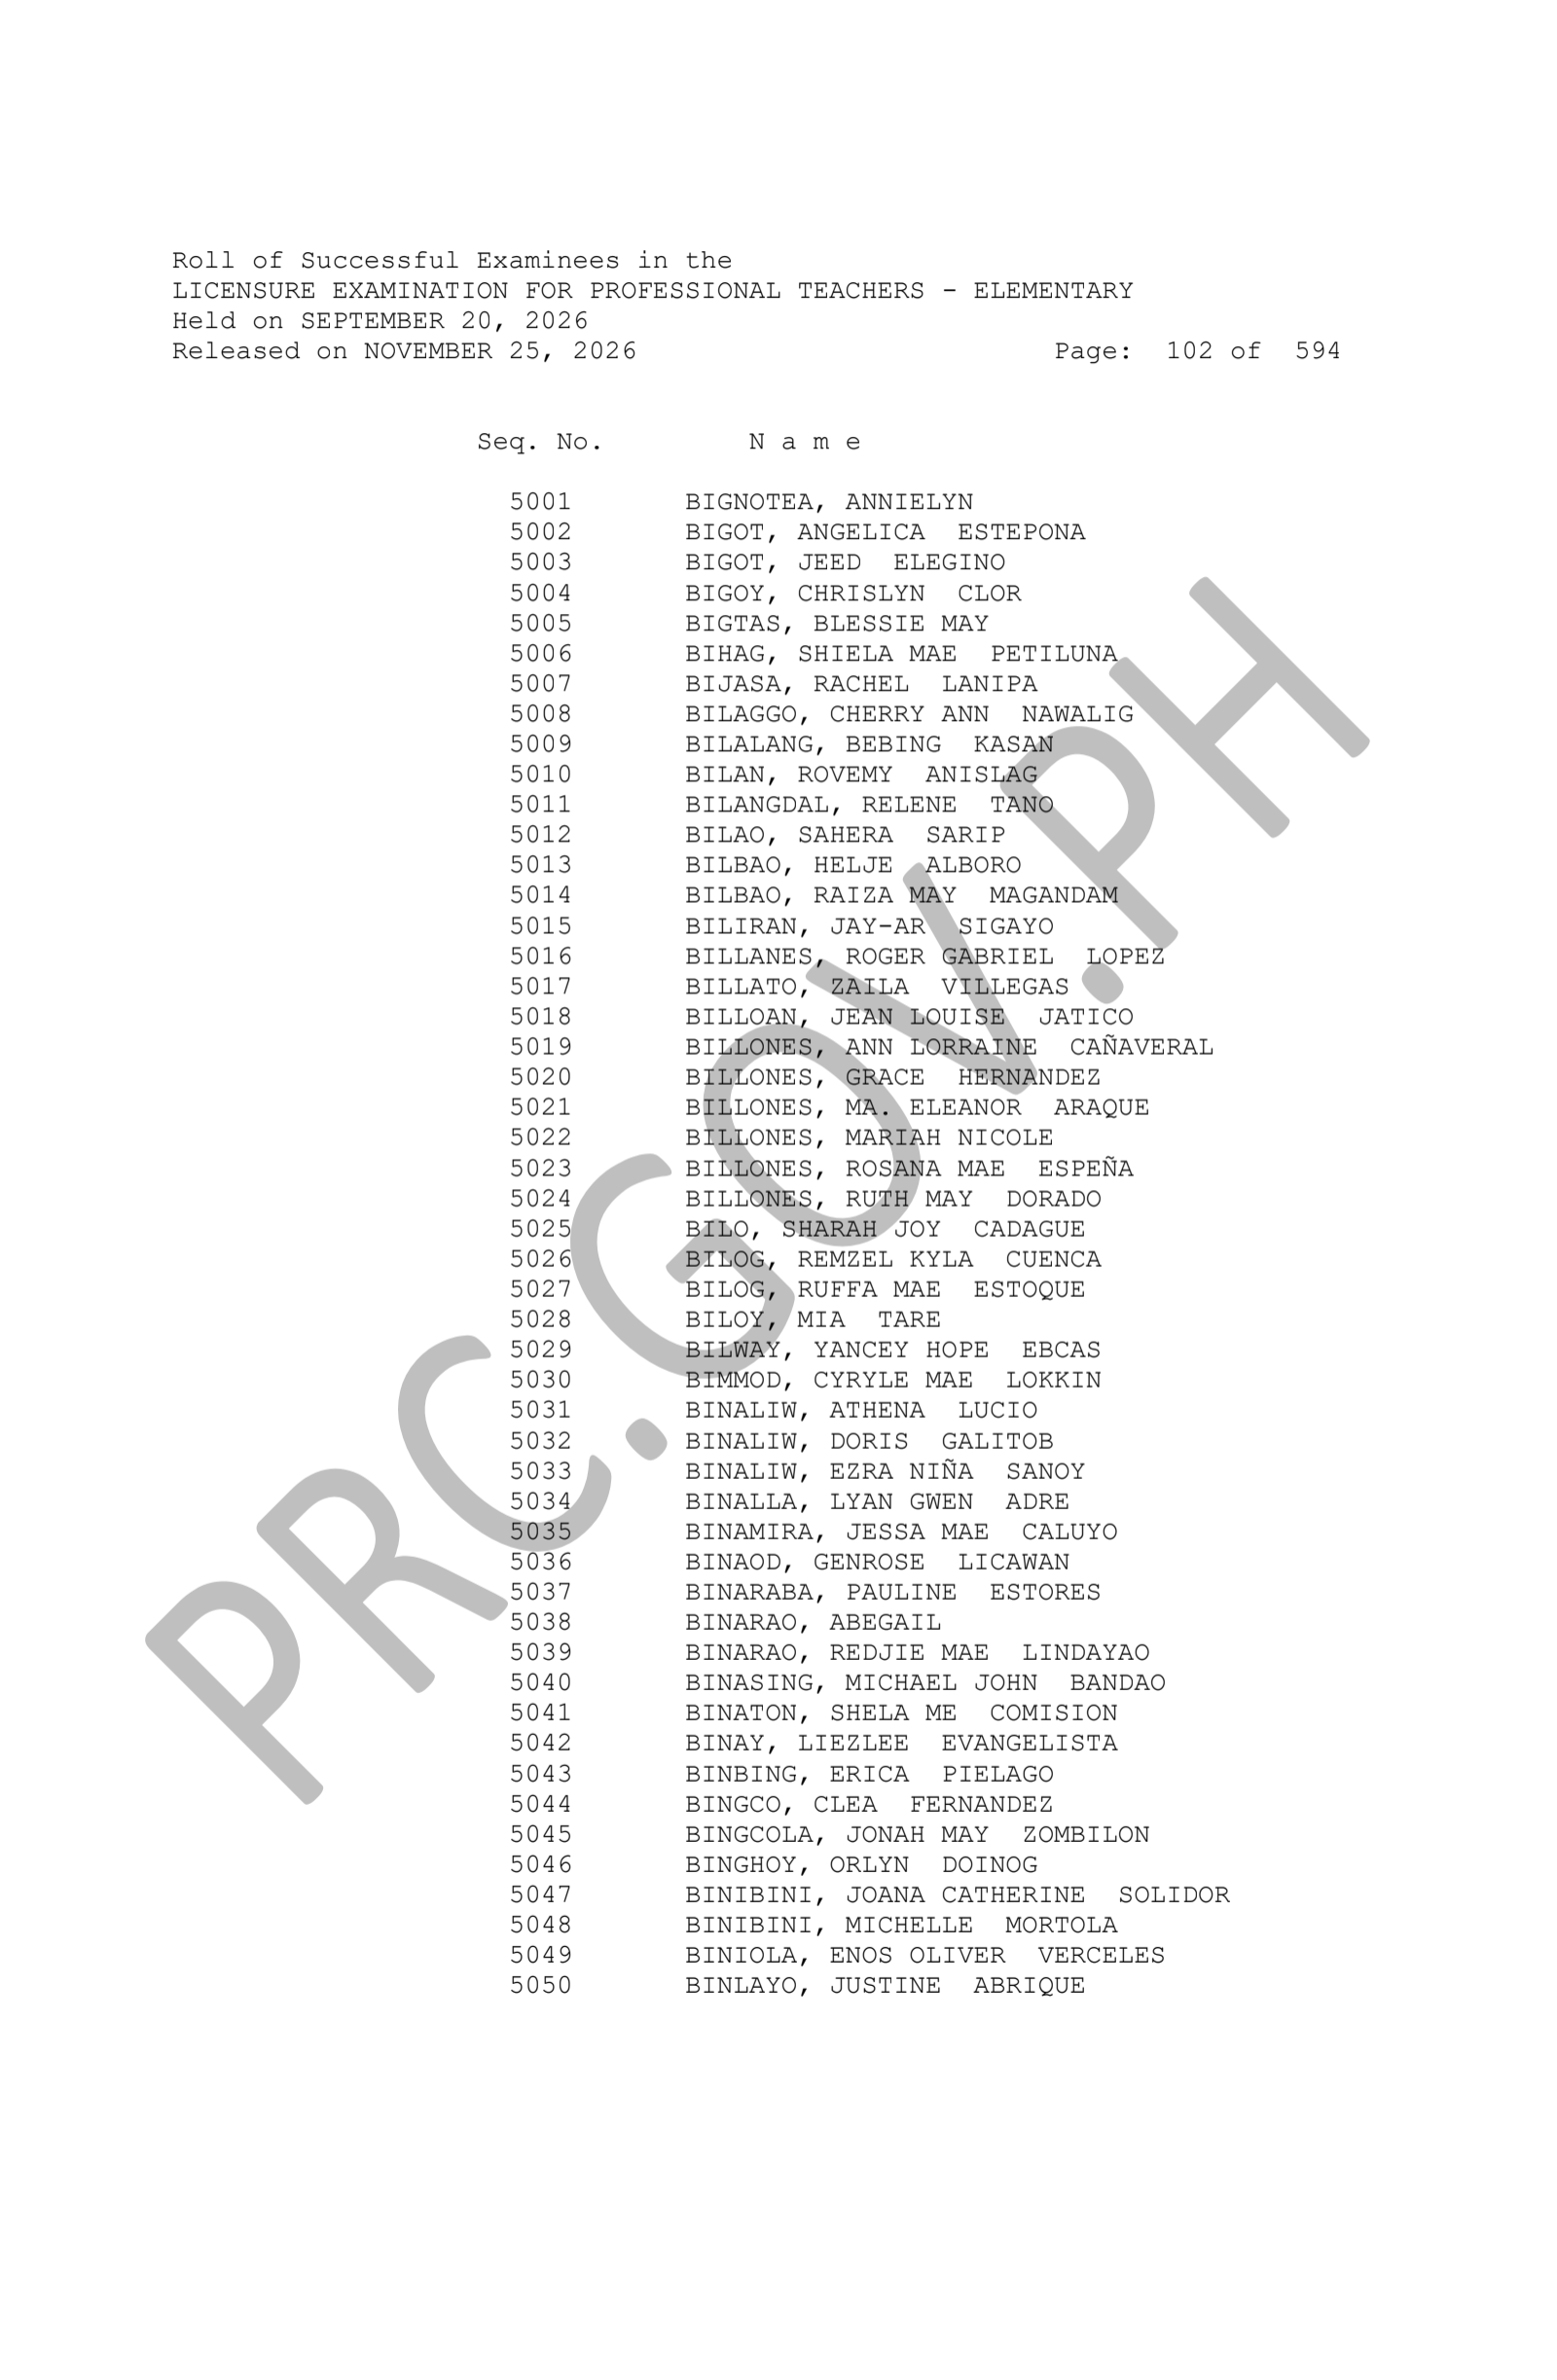 Roll of Successful Examinees in the
LICENSURE EXAMINATION FOR PROFESSIONAL TEACHERS - ELEMENTARY
Held on SEPTEMBER 20, 2026
Released on NOVEMBER 25, 2026 Page: 102 of 594
Seq. No. N a m e
5001 BIGNOTEA, ANNIELYN
5002 BIGOT, ANGELICA ESTEPONA
5003 BIGOT, JEED ELEGINO
5004 BIGOY, CHRISLYN CLOR
5005 BIGTAS, BLESSIE MAY
5006 BIHAG, SHIELA MAE PETILUNA
5007 BIJASA, RACHEL LANIPA
5008 BILAGGO, CHERRY ANN NAWALIG
5009 BILALANG, BEBING KASAN
5010 BILAN, ROVEMY ANISLAG
5011 BILANGDAL, RELENE TANO
5012 BILAO, SAHERA SARIP
5013 BILBAO, HELJE ALBORO
5014 BILBAO, RAIZA MAY MAGANDAM
5015 BILIRAN, JAY-AR SIGAYO
5016 BILLANES, ROGER GABRIEL LOPEZ
5017 BILLATO, ZAILA VILLEGAS
5018 BILLOAN, JEAN LOUISE JATICO
5019 BILLONES, ANN LORRAINE CAÑAVERAL
5020 BILLONES, GRACE HERNANDEZ
5021 BILLONES, MA. ELEANOR ARAQUE
5022 BILLONES, MARIAH NICOLE
5023 BILLONES, ROSANA MAE ESPEÑA
5024 BILLONES, RUTH MAY DORADO
5025 BILO, SHARAH JOY CADAGUE
5026 BILOG, REMZEL KYLA CUENCA
5027 BILOG, RUFFA MAE ESTOQUE
5028 BILOY, MIA TARE
5029 BILWAY, YANCEY HOPE EBCAS
5030 BIMMOD, CYRYLE MAE LOKKIN
5031 BINALIW, ATHENA LUCIO
5032 BINALIW, DORIS GALITOB
5033 BINALIW, EZRA NIÑA SANOY
5034 BINALLA, LYAN GWEN ADRE
5035 BINAMIRA, JESSA MAE CALUYO
5036 BINAOD, GENROSE LICAWAN
5037 BINARABA, PAULINE ESTORES
5038 BINARAO, ABEGAIL
5039 BINARAO, REDJIE MAE LINDAYAO
5040 BINASING, MICHAEL JOHN BANDAO
5041 BINATON, SHELA ME COMISION
5042 BINAY, LIEZLEE EVANGELISTA
5043 BINBING, ERICA PIELAGO
5044 BINGCO, CLEA FERNANDEZ
5045 BINGCOLA, JONAH MAY ZOMBILON
5046 BINGHOY, ORLYN DOINOG
5047 BINIBINI, JOANA CATHERINE SOLIDOR
5048 BINIBINI, MICHELLE MORTOLA
5049 BINIOLA, ENOS OLIVER VERCELES
5050 BINLAYO, JUSTINE ABRIQUE
PRC.GOV.PH